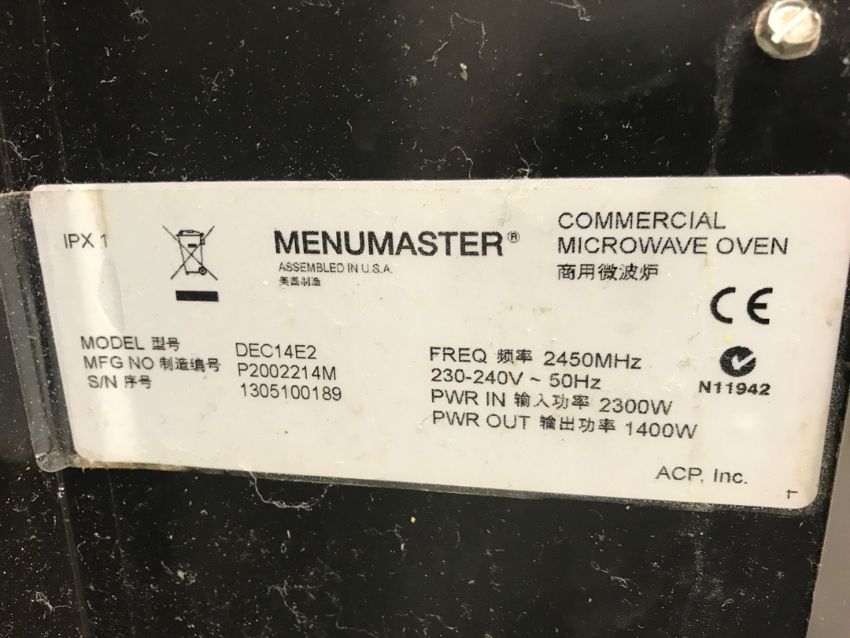 IPX 1
MENUMASTER®
ASSEMBLED IN U.S.A.
美国制造
COMMERCIAL
MICROWAVE OVEN
商用微波炉
CE
N11942
MODEL 型号 DEC14E2
MFG NO 制造编号 P2002214M
S/N 序号 1305100189
FREQ 频率 2450MHz
230-240V ~ 50Hz
PWR IN 输入功率 2300W
PWR OUT 输出功率 1400W
ACP, Inc.